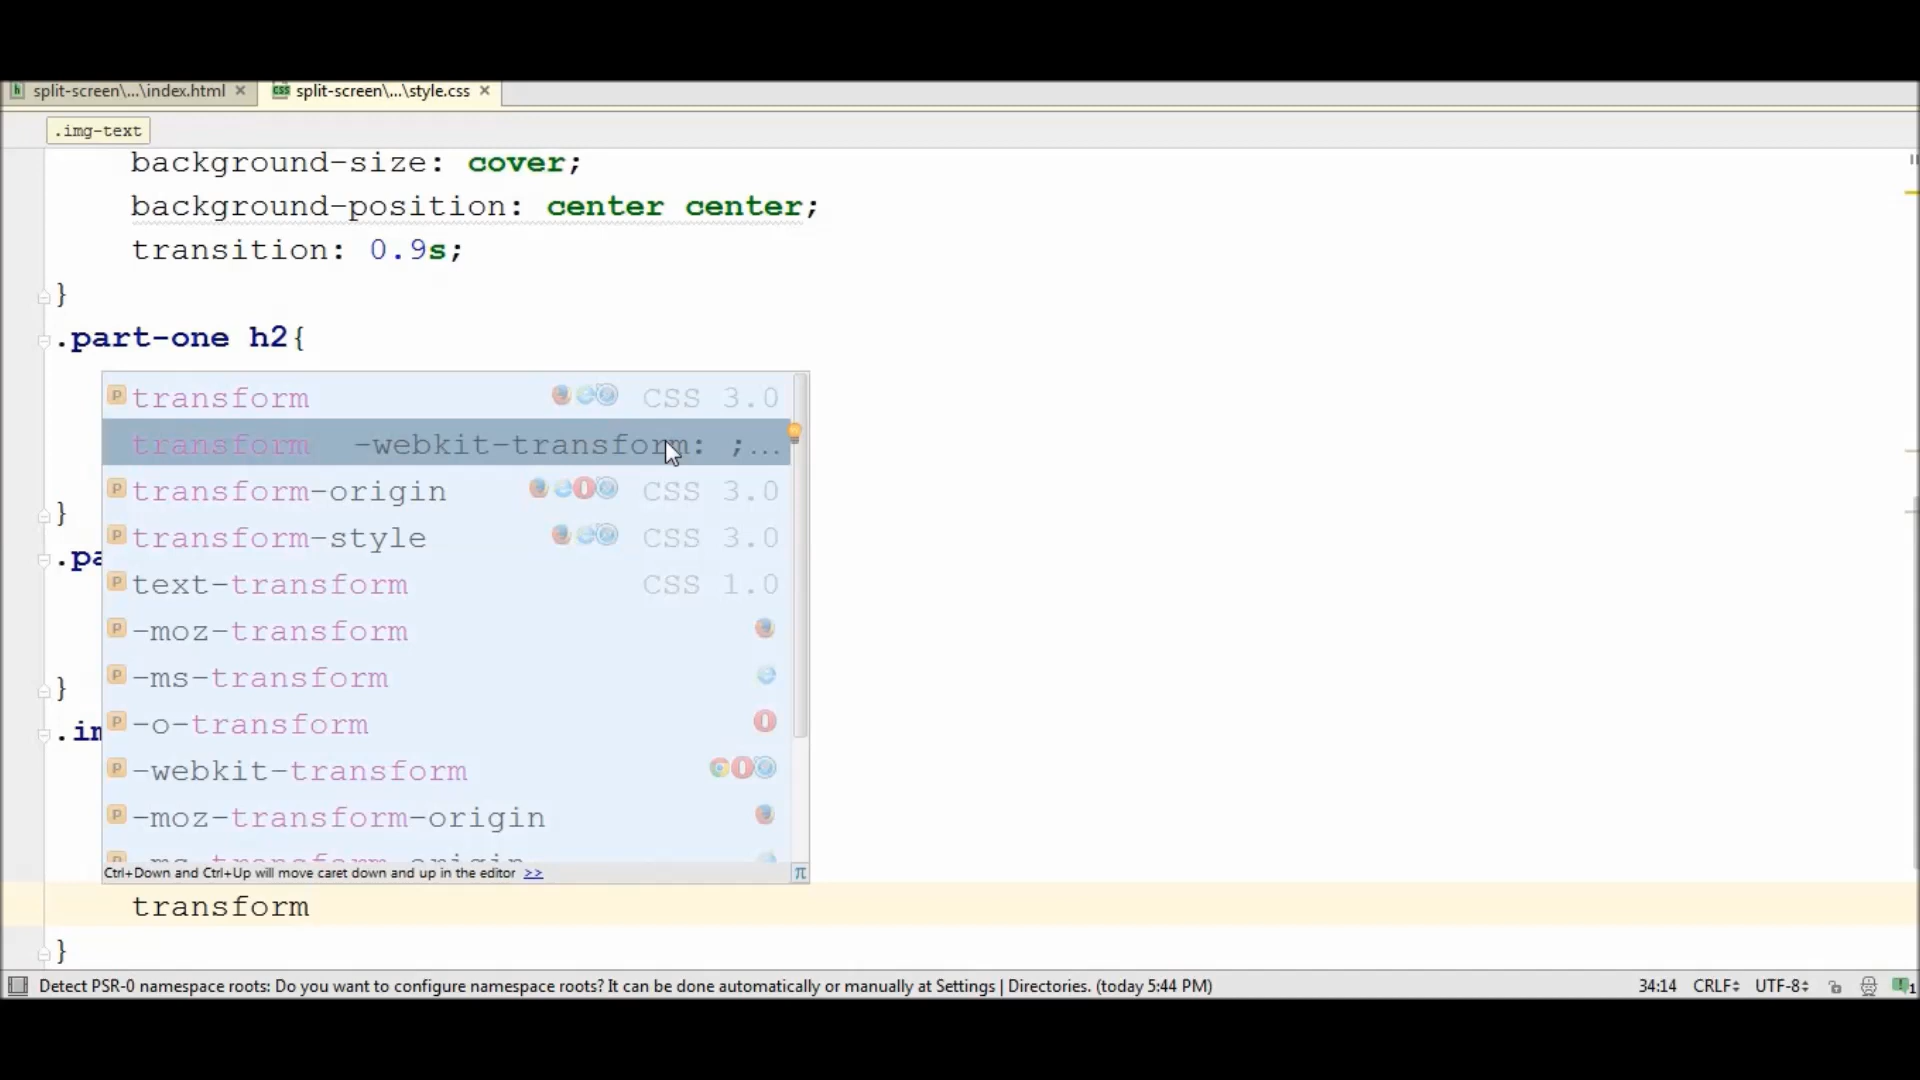 split-screen\...\index.html
split-screen\...\style.css
.img-text
background-size: cover;
background-position: center center;
transition: 0.9s;
}
.part-one h2{
transform CSS 3.0
transform -webkit-transform: ;...
transform-origin CSS 3.0
}
transform-style CSS 3.0
.pa
text-transform CSS 1.0
-moz-transform
-ms-transform
}
-o-transform
.im
-webkit-transform
-moz-transform-origin
-ms-transform-origin
Ctrl+Down and Ctrl+Up will move caret down and up in the editor >>
π
transform
}
Detect PSR-0 namespace roots: Do you want to configure namespace roots? It can be done automatically or manually at Settings | Directories. (today 5:44 PM)
34:14 CRLF UTF-8 1